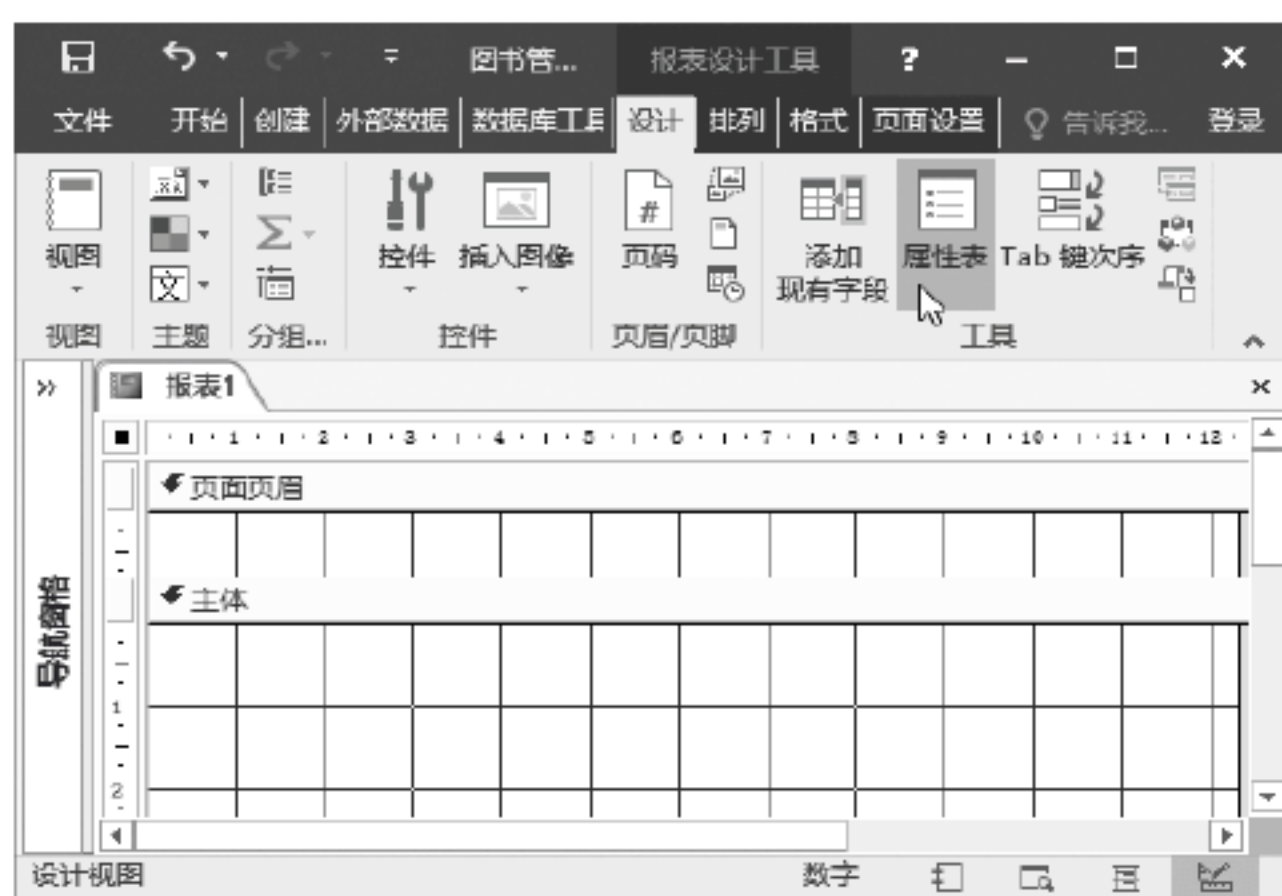 图书管... 报表设计工具 ?
文件 开始 创建 外部数据 数据库工具 设计 排列 格式 页面设置 告诉我... 登录
视图 控件 插入图像 页码 添加 现有字段 属性表 Tab 键次序
视图 主题 分组... 控件 页眉/页脚 工具
报表1
1 2 3 4 5 6 7 8 9 10 11 12
页面页眉
主体
1
2
导航窗格
设计视图 数字